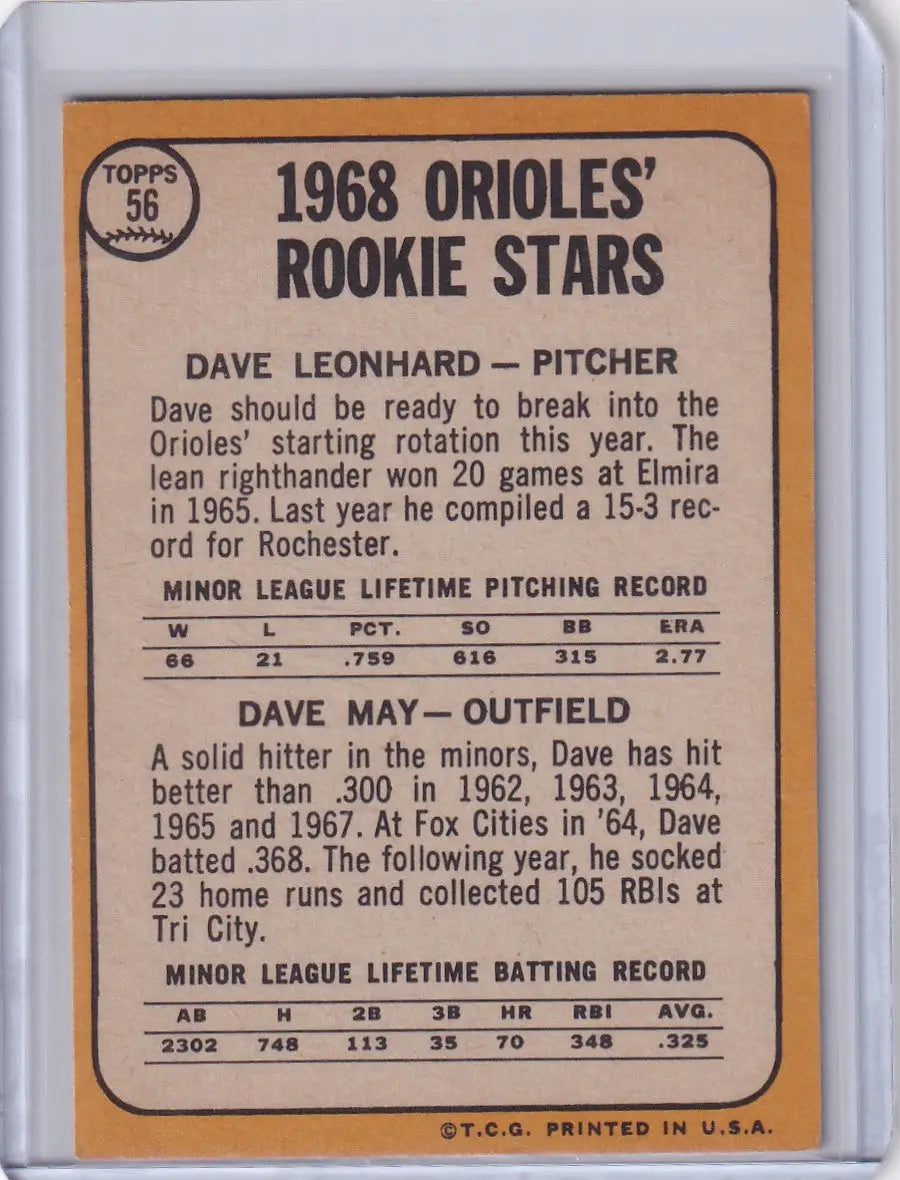 TOPPS
56
1968 ORIOLES'
ROOKIE STARS
DAVE LEONHARD — PITCHER
Dave should be ready to break into the
Orioles' starting rotation this year. The
lean righthander won 20 games at Elmira
in 1965. Last year he compiled a 15-3 rec-
ord for Rochester.
MINOR LEAGUE LIFETIME PITCHING RECORD
W L PCT. SO BB ERA
66 21 .759 616 315 2.77
DAVE MAY — OUTFIELD
A solid hitter in the minors, Dave has hit
better than .300 in 1962, 1963, 1964,
1965 and 1967. At Fox Cities in '64, Dave
batted .368. The following year, he socked
23 home runs and collected 105 RBIs at
Tri City.
MINOR LEAGUE LIFETIME BATTING RECORD
AB H 2B 3B HR RBI AVG.
2302 748 113 35 70 348 .325
©T.C.G. PRINTED IN U.S.A.